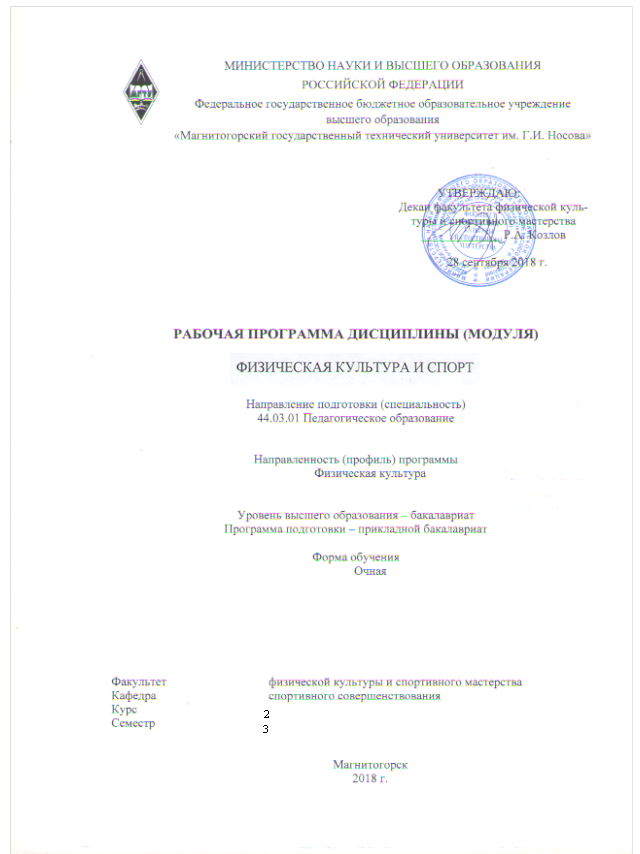 МИНИСТЕРСТВО НАУКИ И ВЫСШЕГО ОБРАЗОВАНИЯ
РОССИЙСКОЙ ФЕДЕРАЦИИ
Федеральное государственное бюджетное образовательное учреждение
высшего образования
«Магнитогорский государственный технический университет им. Г.И. Носова»
УТВЕРЖДАЮ:
Декан факультета физической куль-
туры и спортивного мастерства
Р.А. Козлов
28 сентября 2018 г.
РАБОЧАЯ ПРОГРАММА ДИСЦИПЛИНЫ (МОДУЛЯ)
ФИЗИЧЕСКАЯ КУЛЬТУРА И СПОРТ
Направление подготовки (специальность)
44.03.01 Педагогическое образование
Направленность (профиль) программы
Физическая культура
Уровень высшего образования – бакалавриат
Программа подготовки – прикладной бакалавриат
Форма обучения
Очная
Факультет физической культуры и спортивного мастерства
Кафедра спортивного совершенствования
Курс 2
Семестр 3
Магнитогорск
2018 г.